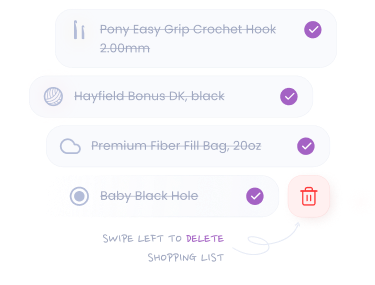 Pony Easy Grip Crochet Hook
2.00mm
Hayfield Bonus DK, black
Premium Fiber Fill Bag, 20oz
Baby Black Hole
SWIPE LEFT TO DELETE
SHOPPING LIST